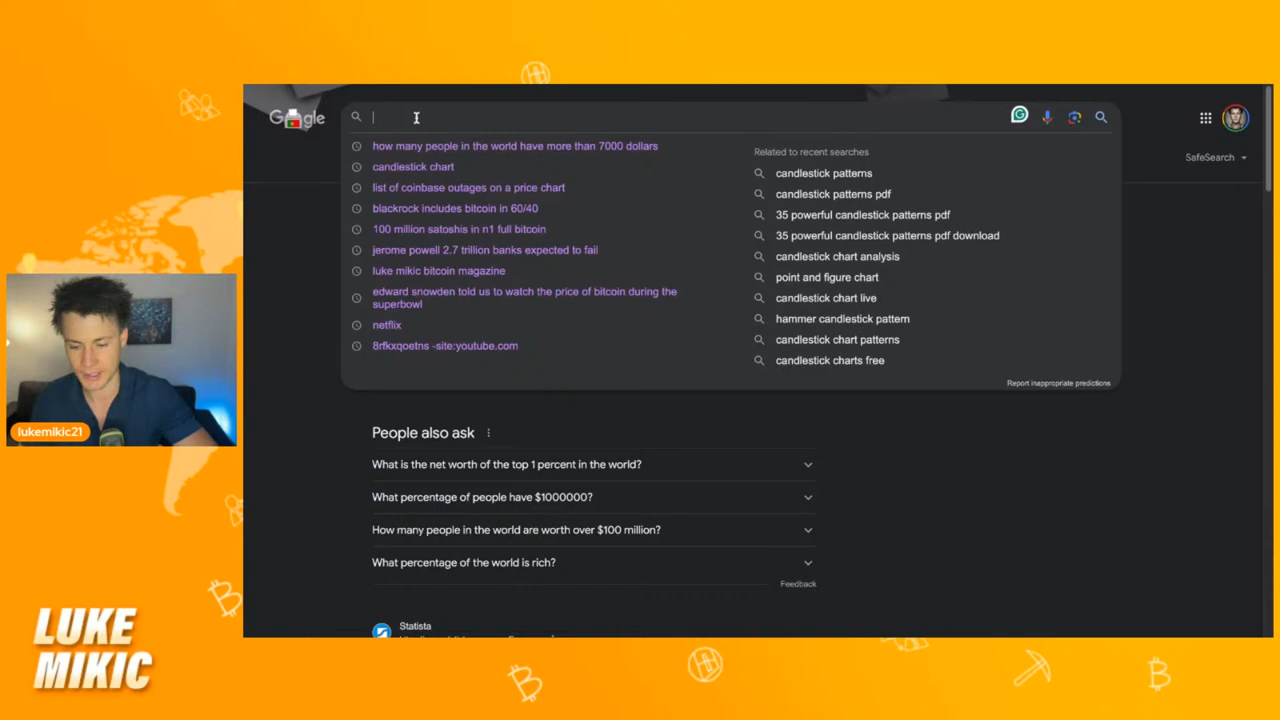 Google
how many people in the world have more than 7000 dollars
candlestick chart
list of coinbase outages on a price chart
blackrock includes bitcoin in 60/40
100 million satoshis in n1 full bitcoin
jerome powell 2.7 trillion banks expected to fail
luke mikic bitcoin magazine
edward snowden told us to watch the price of bitcoin during the
superbowl
netflix
8rfkxqoetns -site:youtube.com
Related to recent searches
candlestick patterns
candlestick patterns pdf
35 powerful candlestick patterns pdf
35 powerful candlestick patterns pdf download
candlestick chart analysis
point and figure chart
candlestick chart live
hammer candlestick pattern
candlestick chart patterns
candlestick charts free
Report inappropriate predictions
SafeSearch
People also ask
What is the net worth of the top 1 percent in the world?
What percentage of people have $1000000?
How many people in the world are worth over $100 million?
What percentage of the world is rich?
Feedback
Statista
lukemikic21
LUKE
MIKIC